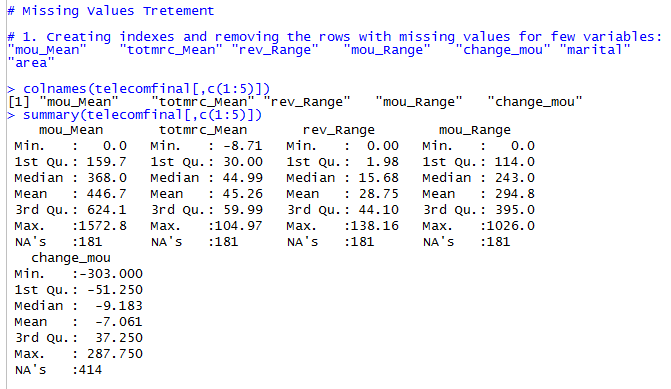 # Missing Values Tretement
# 1. Creating indexes and removing the rows with missing values for few variables:
"mou_Mean"    "totmrc_Mean" "rev_Range"   "mou_Range"   "change_mou" "marital"
"area"
> colnames(telecomfinal[,c(1:5)])
[1] "mou_Mean"    "totmrc_Mean" "rev_Range"   "mou_Range"   "change_mou"
> summary(telecomfinal[,c(1:5)])
    mou_Mean       totmrc_Mean       rev_Range        mou_Range
 Min.   :   0.0   Min.   : -8.71   Min.   :  0.00   Min.   :   0.0
 1st Qu.: 159.7   1st Qu.: 30.00   1st Qu.:  1.98   1st Qu.: 114.0
 Median : 368.0   Median : 44.99   Median : 15.68   Median : 243.0
 Mean   : 446.7   Mean   : 45.26   Mean   : 28.75   Mean   : 294.8
 3rd Qu.: 624.1   3rd Qu.: 59.99   3rd Qu.: 44.10   3rd Qu.: 395.0
 Max.   :1572.8   Max.   :104.97   Max.   :138.16   Max.   :1026.0
 NA's   :181      NA's   :181      NA's   :181      NA's   :181
   change_mou
 Min.   :-303.000
 1st Qu.: -51.250
 Median :  -9.183
 Mean   :  -7.061
 3rd Qu.:  37.250
 Max.   : 287.750
 NA's   :414